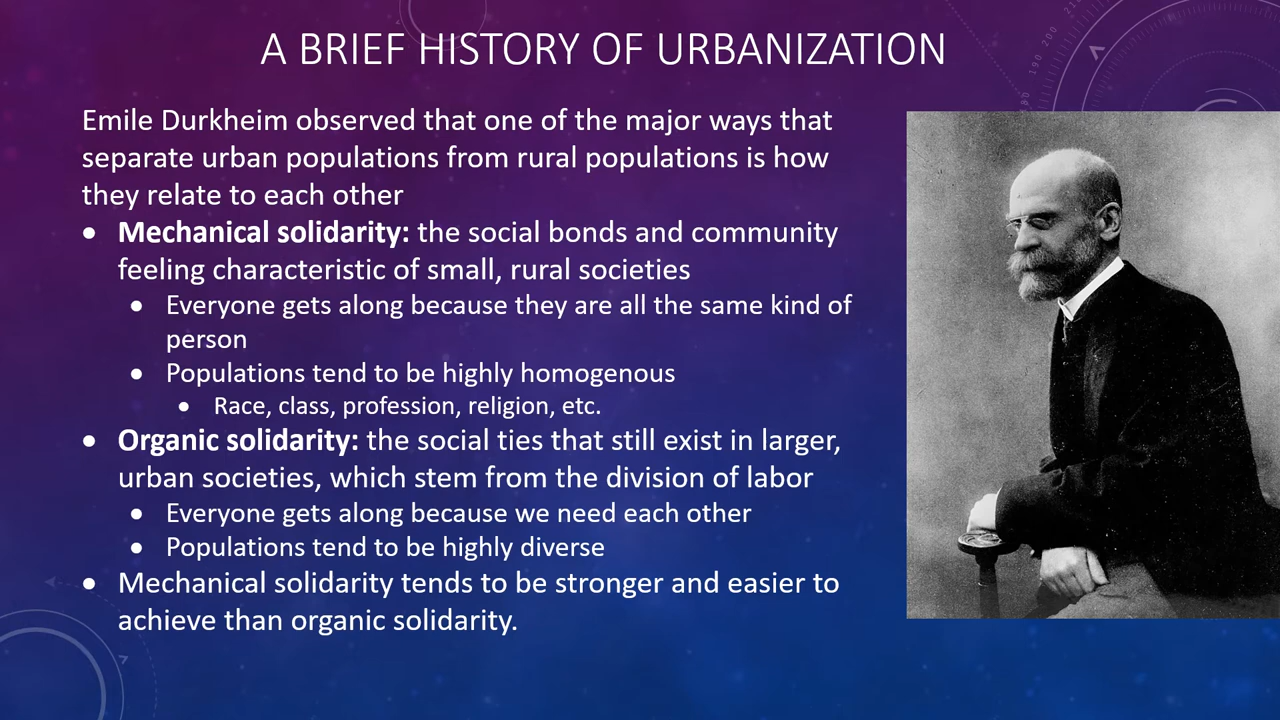 A BRIEF HISTORY OF URBANIZATION
Emile Durkheim observed that one of the major ways that
separate urban populations from rural populations is how
they relate to each other
• Mechanical solidarity: the social bonds and community
feeling characteristic of small, rural societies
• Everyone gets along because they are all the same kind of
person
• Populations tend to be highly homogenous
• Race, class, profession, religion, etc.
• Organic solidarity: the social ties that still exist in larger,
urban societies, which stem from the division of labor
• Everyone gets along because we need each other
• Populations tend to be highly diverse
• Mechanical solidarity tends to be stronger and easier to
achieve than organic solidarity.
190 200